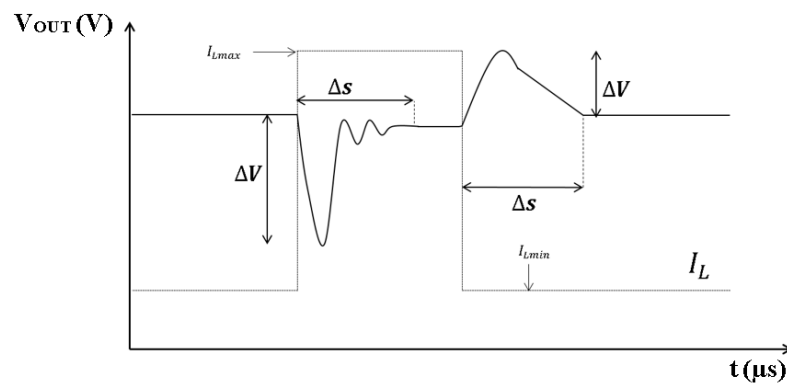 VOUT (V)
ILmax
Δs
ΔV
ΔV
Δs
ILmin
IL
t (μs)